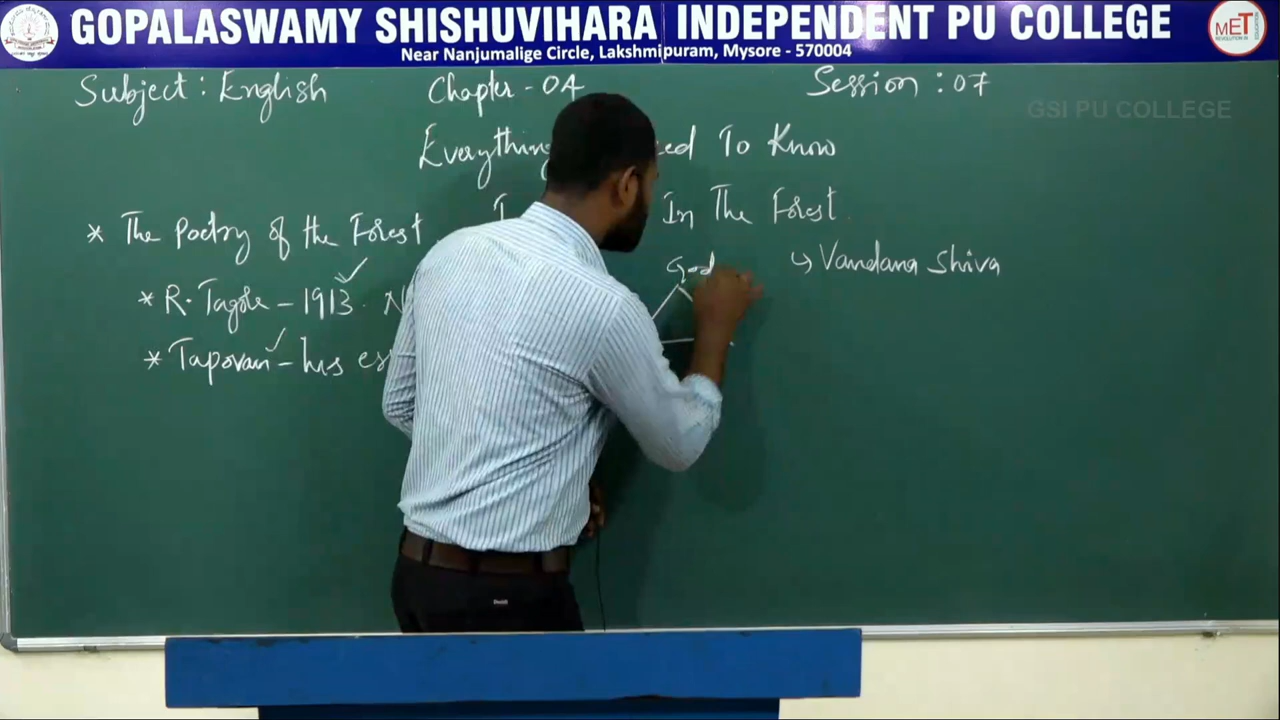 GOPALASWAMY SHISHUVIHARA INDEPENDENT PU COLLEGE
Near Nanjumalige Circle, Lakshmipuram, Mysore - 570004
MET
Subject : English Chapter - 04 Session : 07
GSI PU COLLEGE
Everything ed To Know
I In The Forest
* The Poetry of the Forest
God
↳ Vandana Shiva
* R. Tagore - 1913. N
* Tapovan - his es